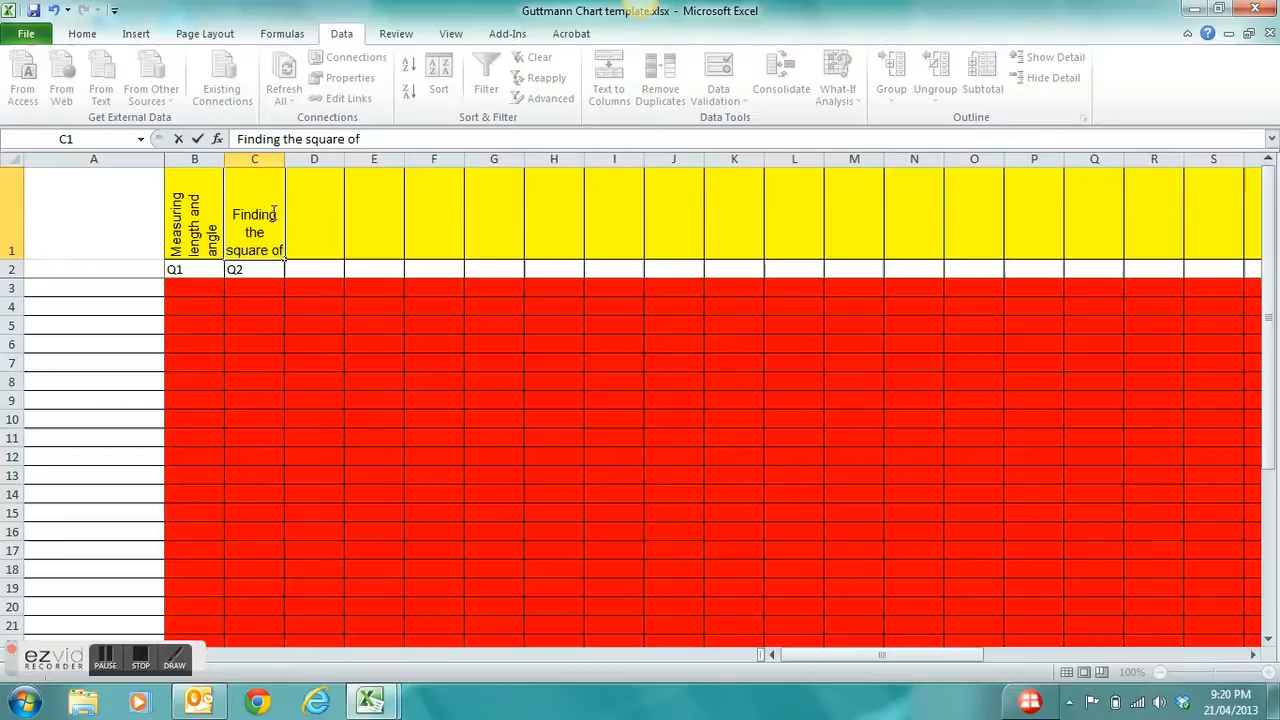 Guttmann Chart template.xlsx - Microsoft Excel
File Home Insert Page Layout Formulas Data Review View Add-Ins Acrobat
From Access
From Web
From Text
From Other Sources
Existing Connections
Get External Data
Refresh All
Connections
Properties
Edit Links
Connections
Sort
Filter
Clear
Reapply
Advanced
Sort & Filter
Text to Columns
Remove Duplicates
Data Validation
Consolidate
What-If Analysis
Data Tools
Group
Ungroup
Subtotal
Show Detail
Hide Detail
Outline
C1 fx Finding the square of
A B C D E F G H I J K L M N O P Q R S
Measuring
length and
angle
Finding
the
square of
1
2 Q1 Q2
3
4
5
6
7
8
9
10
11
12
13
14
15
16
17
18
19
20
21
ezvid
RECORDER
PAUSE STOP DRAW
100%
9:20 PM
21/04/2013